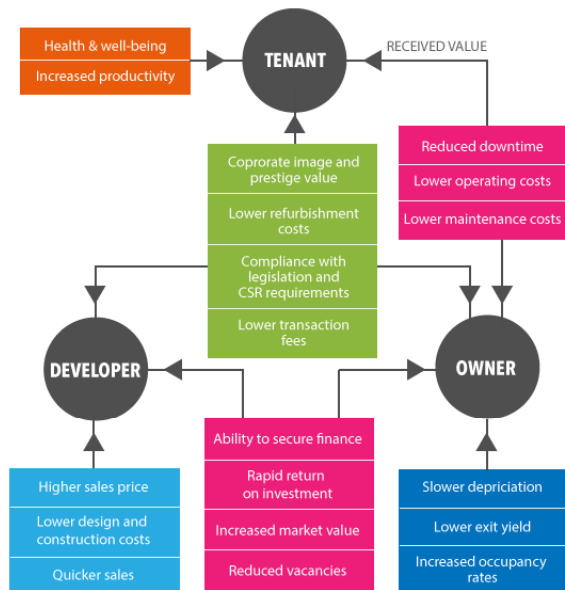 Health & well-being
Increased productivity
TENANT
RECEIVED VALUE
Coprorate image and
prestige value
Lower refurbishment
costs
Compliance with
legislation and
CSR requirements
Lower transaction
fees
Reduced downtime
Lower operating costs
Lower maintenance costs
DEVELOPER
OWNER
Higher sales price
Lower design and
construction costs
Quicker sales
Ability to secure finance
Rapid return
on investment
Increased market value
Reduced vacancies
Slower depriciation
Lower exit yield
Increased occupancy
rates